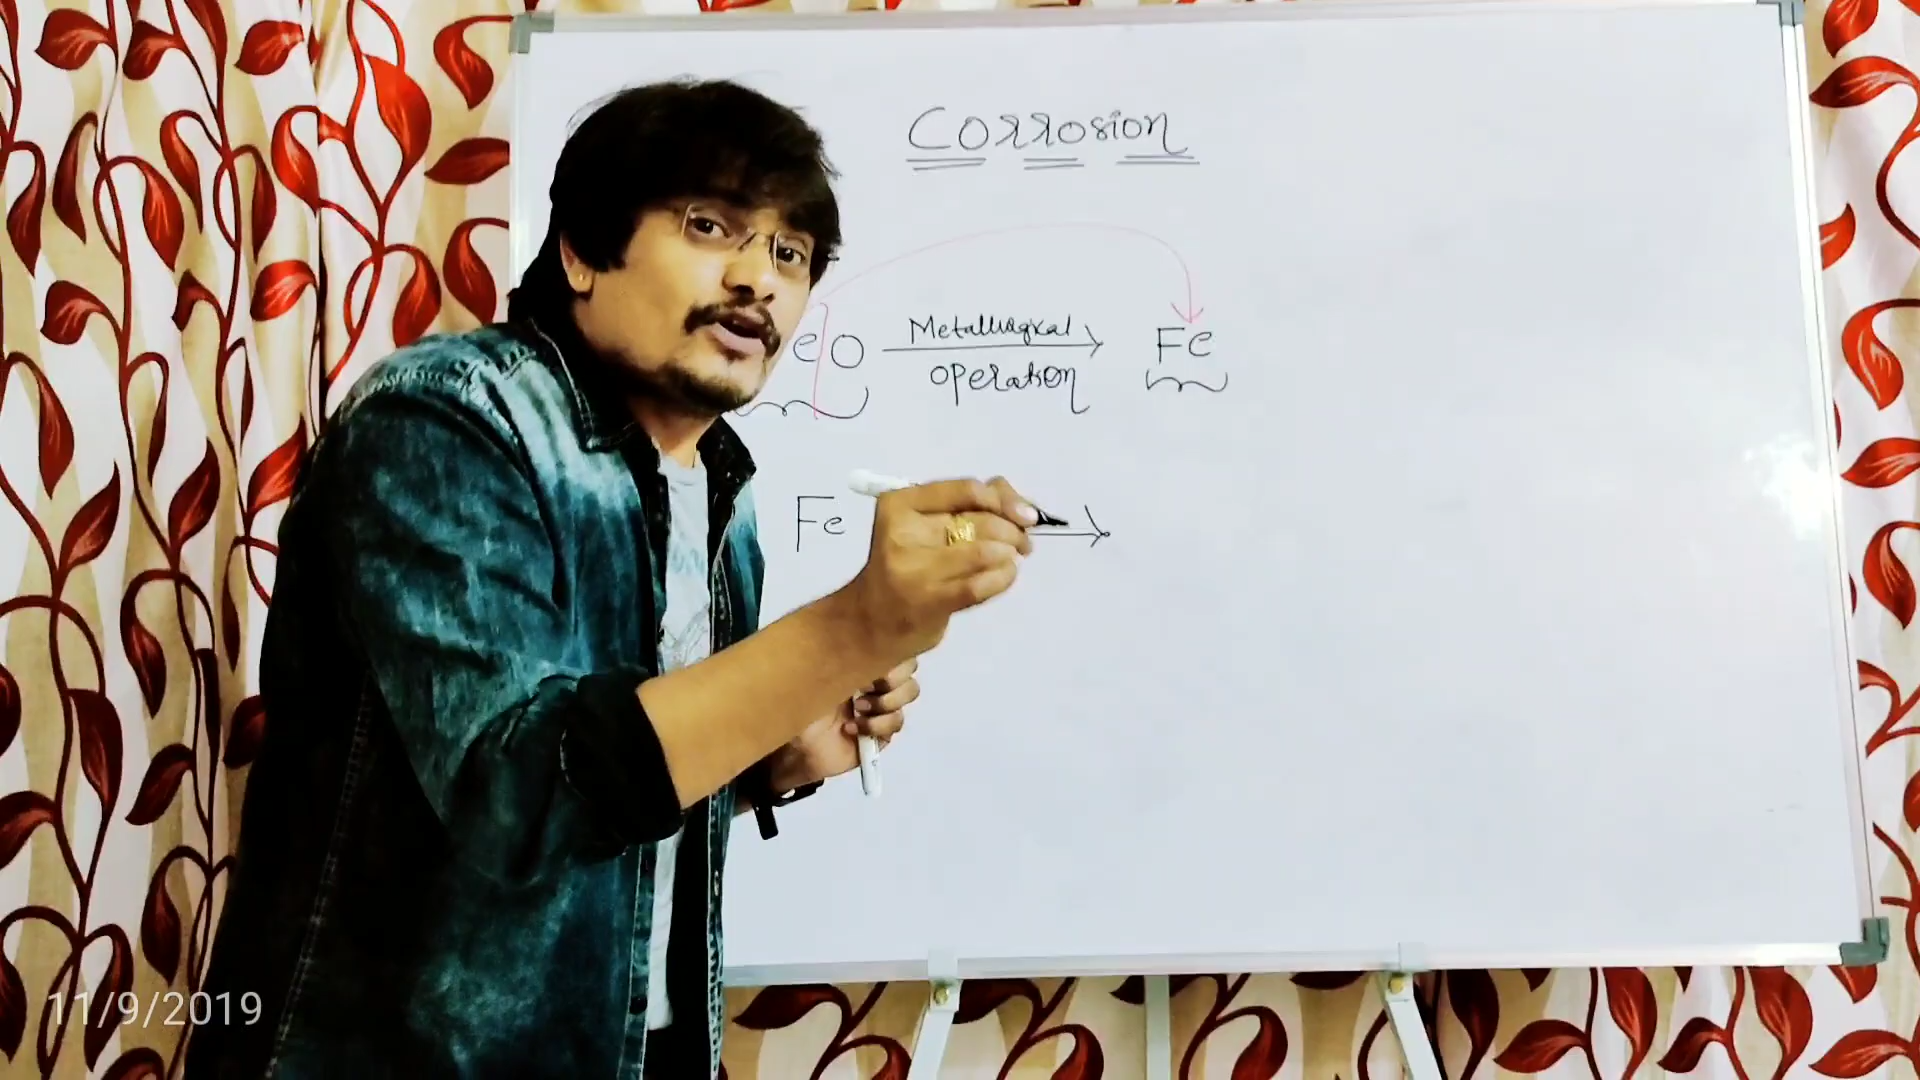 Corrosion
eO Metallurgical Fe
operation
Fe
11/9/2019